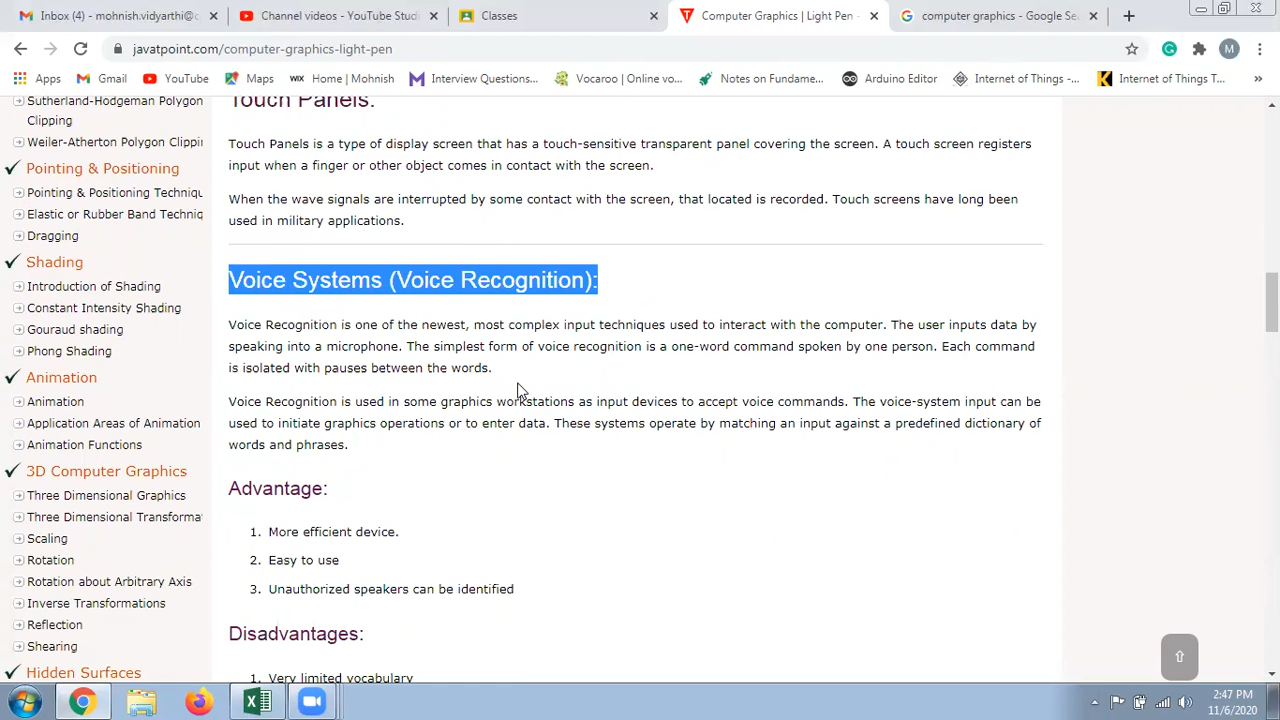 Inbox (4) - mohnish.vidyarthi@c
Channel videos - YouTube Studi
Classes
Computer Graphics | Light Pen -
computer graphics - Google Sea
javatpoint.com/computer-graphics-light-pen
M
Apps
Gmail
YouTube
Maps
WIX Home | Mohnish
Interview Questions...
Vocaroo | Online vo...
Notes on Fundame...
Arduino Editor
Internet of Things -...
Internet of Things T...
»
Sutherland-Hodgeman Polygon
Clipping
Weiler-Atherton Polygon Clippi
Pointing & Positioning
Pointing & Positioning Techniqu
Elastic or Rubber Band Techniq
Dragging
Shading
Introduction of Shading
Constant Intensity Shading
Gouraud shading
Phong Shading
Animation
Animation
Application Areas of Animation
Animation Functions
3D Computer Graphics
Three Dimensional Graphics
Three Dimensional Transforma
Scaling
Rotation
Rotation about Arbitrary Axis
Inverse Transformations
Reflection
Shearing
Hidden Surfaces
Touch Panels:
Touch Panels is a type of display screen that has a touch-sensitive transparent panel covering the screen. A touch screen registers
input when a finger or other object comes in contact with the screen.
When the wave signals are interrupted by some contact with the screen, that located is recorded. Touch screens have long been
used in military applications.
Voice Systems (Voice Recognition):
Voice Recognition is one of the newest, most complex input techniques used to interact with the computer. The user inputs data by
speaking into a microphone. The simplest form of voice recognition is a one-word command spoken by one person. Each command
is isolated with pauses between the words.
Voice Recognition is used in some graphics workstations as input devices to accept voice commands. The voice-system input can be
used to initiate graphics operations or to enter data. These systems operate by matching an input against a predefined dictionary of
words and phrases.
Advantage:
1. More efficient device.
2. Easy to use
3. Unauthorized speakers can be identified
Disadvantages:
1. Very limited vocabulary
2:47 PM
11/6/2020